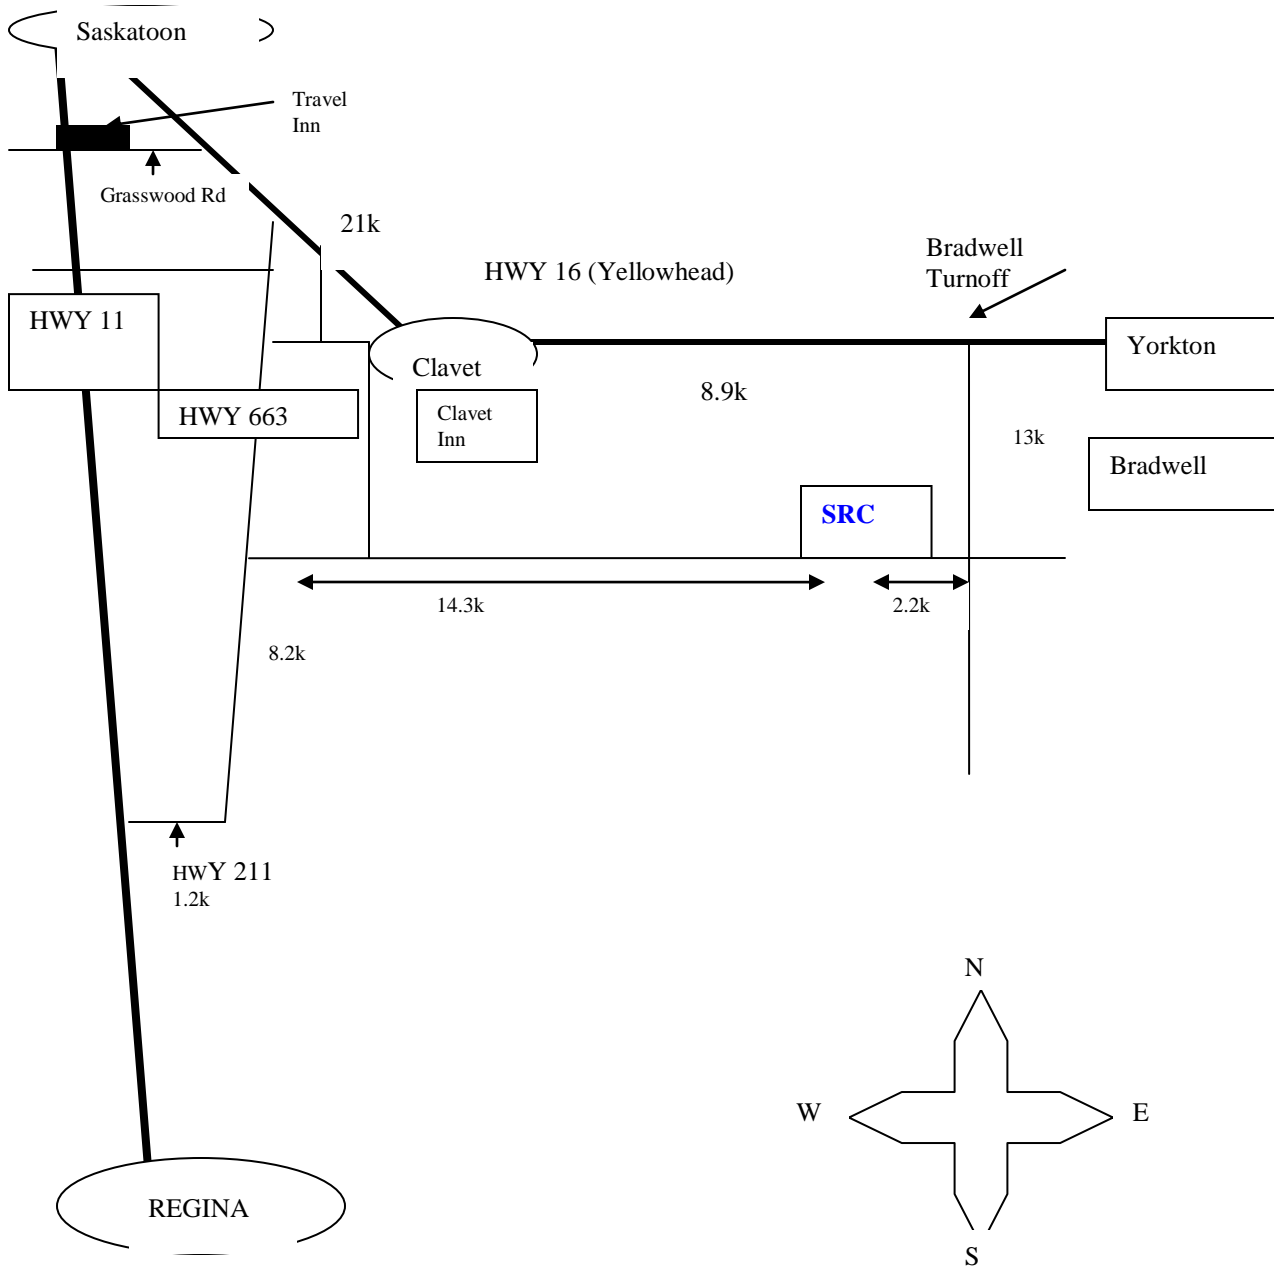 Saskatoon
Travel
Inn
Grasswood Rd
21k
HWY 16 (Yellowhead)
Bradwell
Turnoff
HWY 11
Yorkton
Clavet
8.9k
HWY 663
Clavet
Inn
13k
Bradwell
SRC
14.3k
2.2k
8.2k
HWY 211
1.2k
N
W
E
REGINA
S